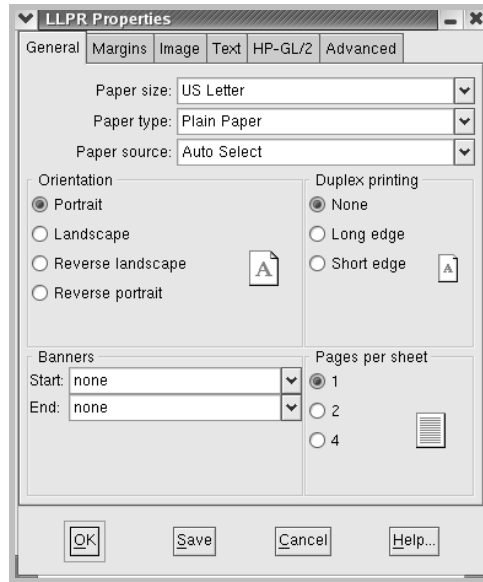 LLPR Properties
General Margins Image Text HP-GL/2 Advanced
Paper size: US Letter
Paper type: Plain Paper
Paper source: Auto Select
Orientation
Portrait
Landscape
Reverse landscape
Reverse portrait
A
Duplex printing
None
Long edge
Short edge
A
Banners
Start: none
End: none
Pages per sheet
1
2
4
OK Save Cancel Help...